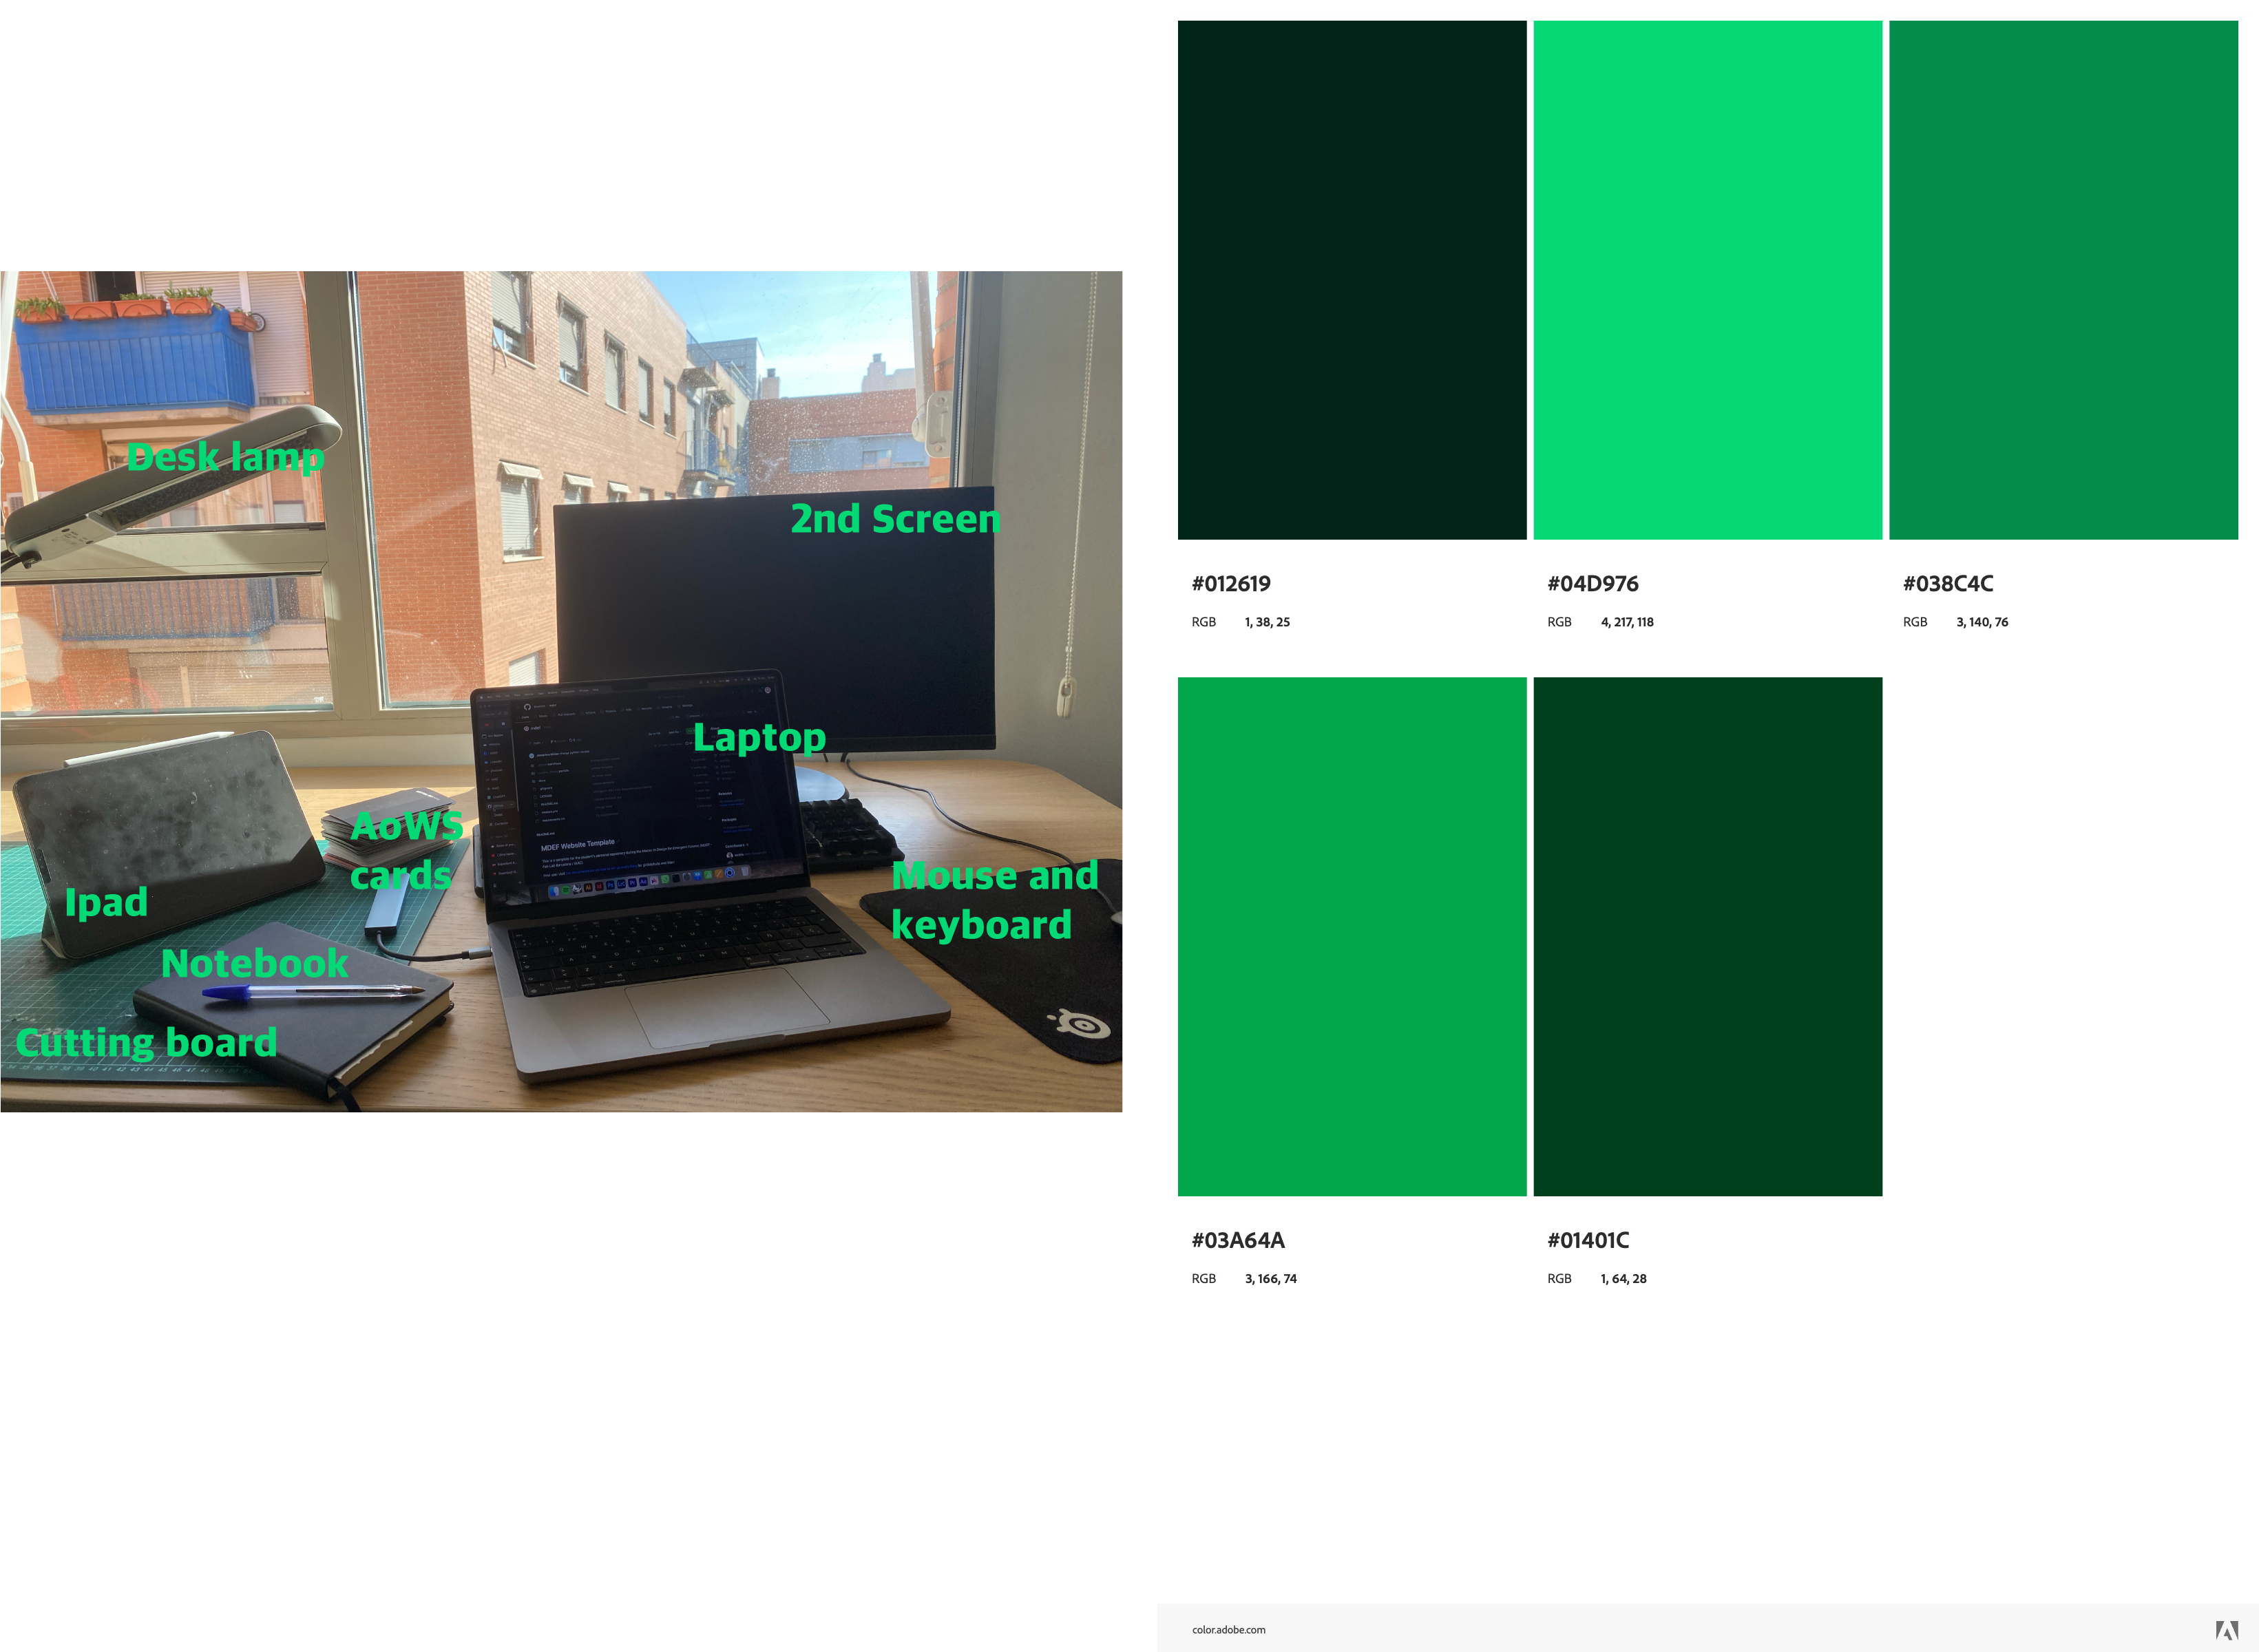 Desk lamp
2nd Screen
Laptop
AoWS
cards
Ipad
Mouse and
keyboard
Notebook
Cutting board
MDEF Website Template
#012619
RGB 1, 38, 25
#04D976
RGB 4, 217, 118
#038C4C
RGB 3, 140, 76
#03A64A
RGB 3, 166, 74
#01401C
RGB 1, 64, 28
color.adobe.com